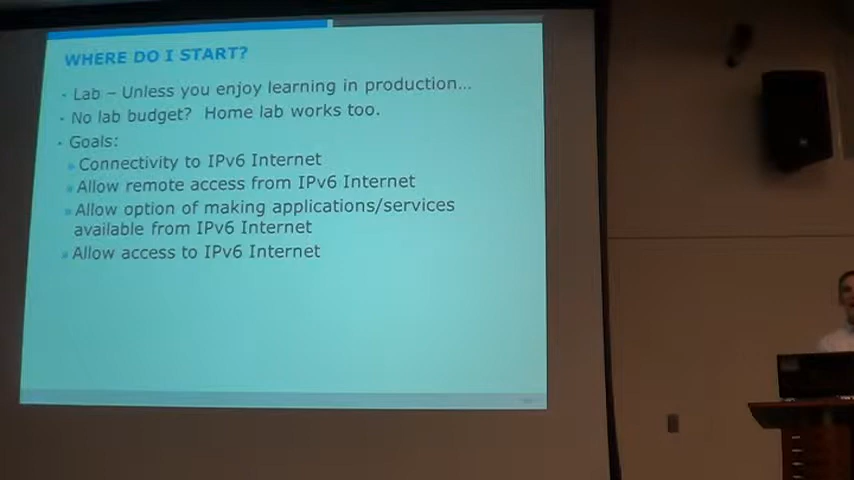 WHERE DO I START?
Lab – Unless you enjoy learning in production...
No lab budget?  Home lab works too.
Goals:
Connectivity to IPv6 Internet
Allow remote access from IPv6 Internet
Allow option of making applications/services
available from IPv6 Internet
Allow access to IPv6 Internet